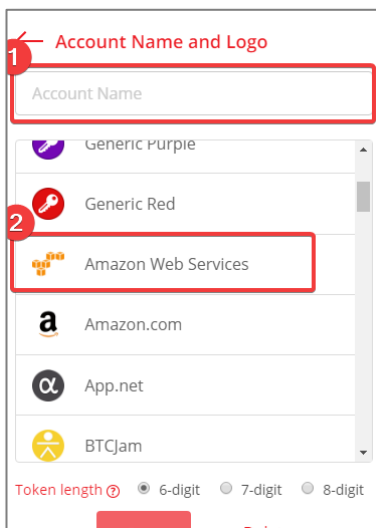 1
Account Name and Logo
Account Name
Generic Purple
Generic Red
2
Amazon Web Services
Amazon.com
App.net
BTCJam
Token length ? 6-digit 7-digit 8-digit